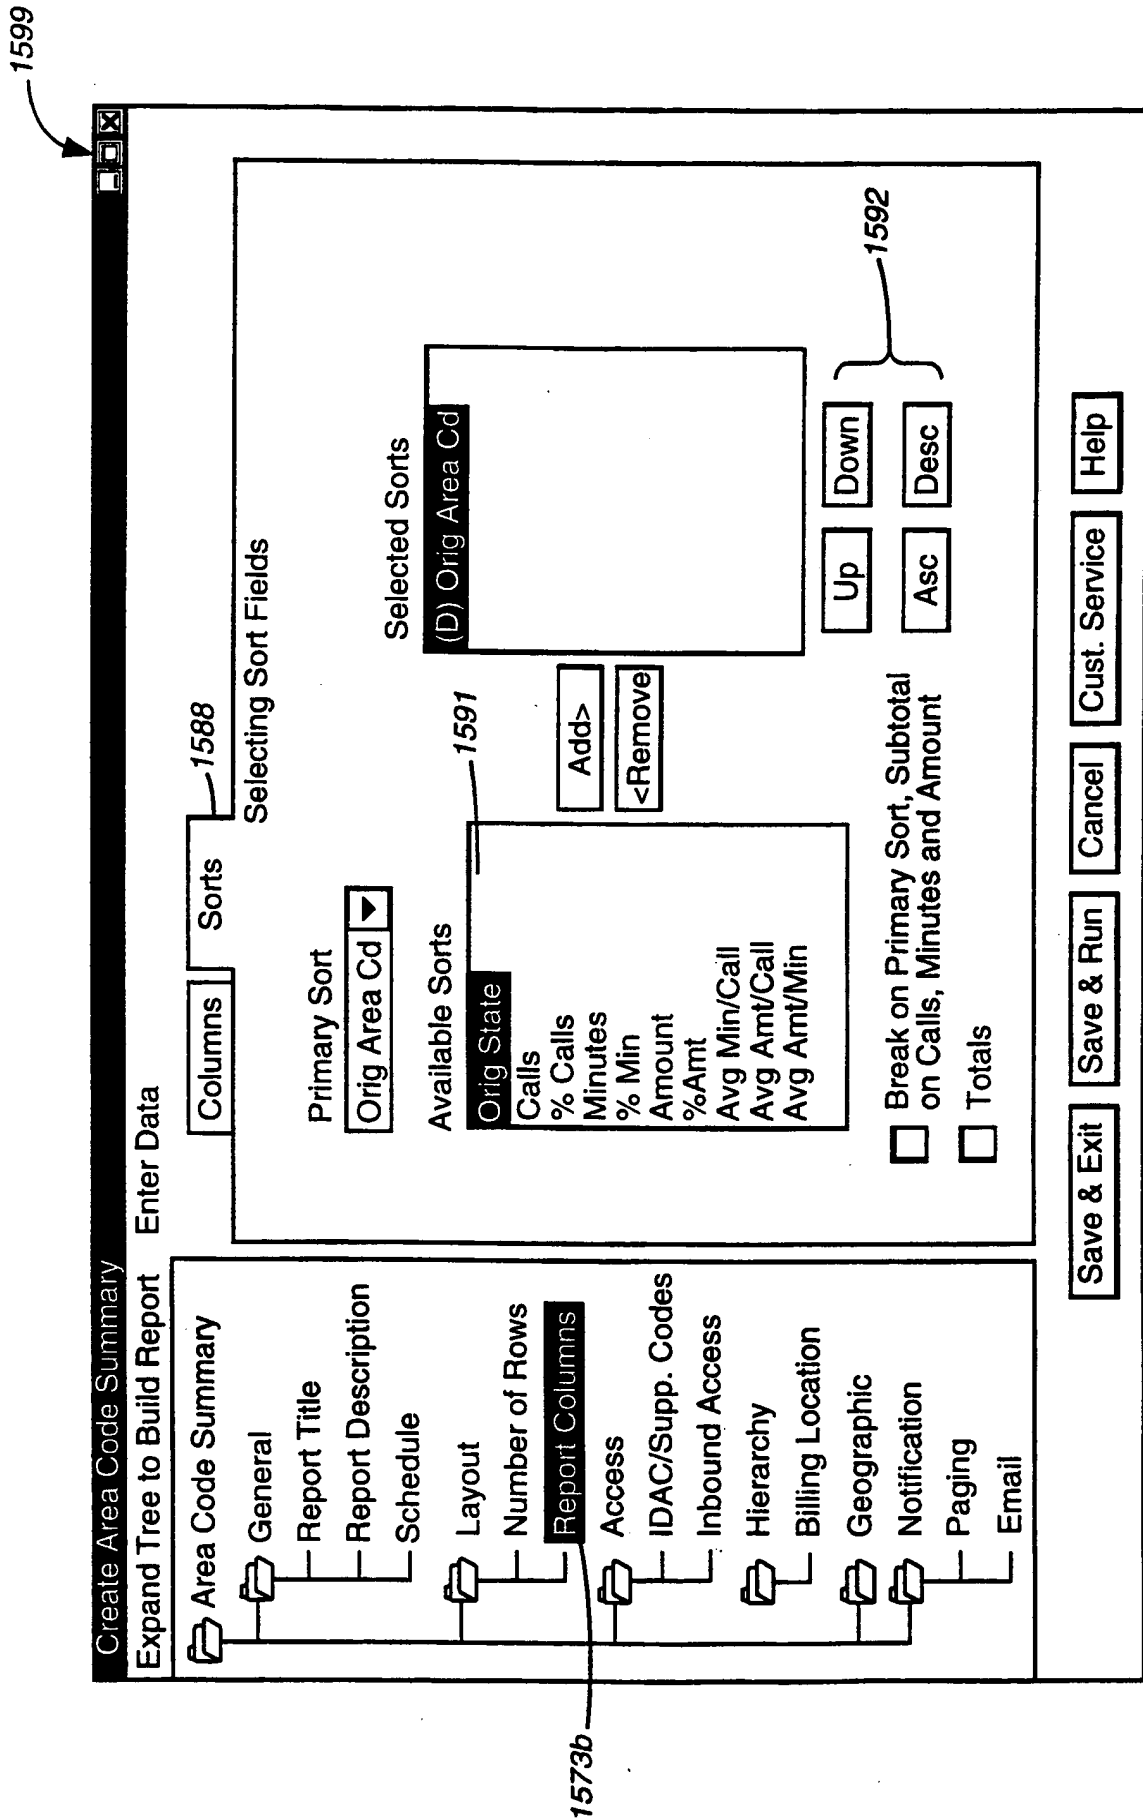 1599
Create Area Code Summary
Expand Tree to Build Report
Enter Data
Area Code Summary
General
Report Title
Report Description
Schedule
Layout
Number of Rows
Report Columns
Access
IDAC/Supp. Codes
Inbound Access
Hierarchy
Billing Location
Geographic
Notification
Paging
Email
1573b
Columns
Sorts
1588
Selecting Sort Fields
Primary Sort
Orig Area Cd
Available Sorts
1591
Orig State
Calls
% Calls
Minutes
% Min
Amount
%Amt
Avg Min/Call
Avg Amt/Call
Avg Amt/Min
Add>
<Remove
Selected Sorts
(D) Orig Area Cd
Up
Down
Asc
Desc
1592
Break on Primary Sort, Subtotal
on Calls, Minutes and Amount
Totals
Save & Exit
Save & Run
Cancel
Cust. Service
Help